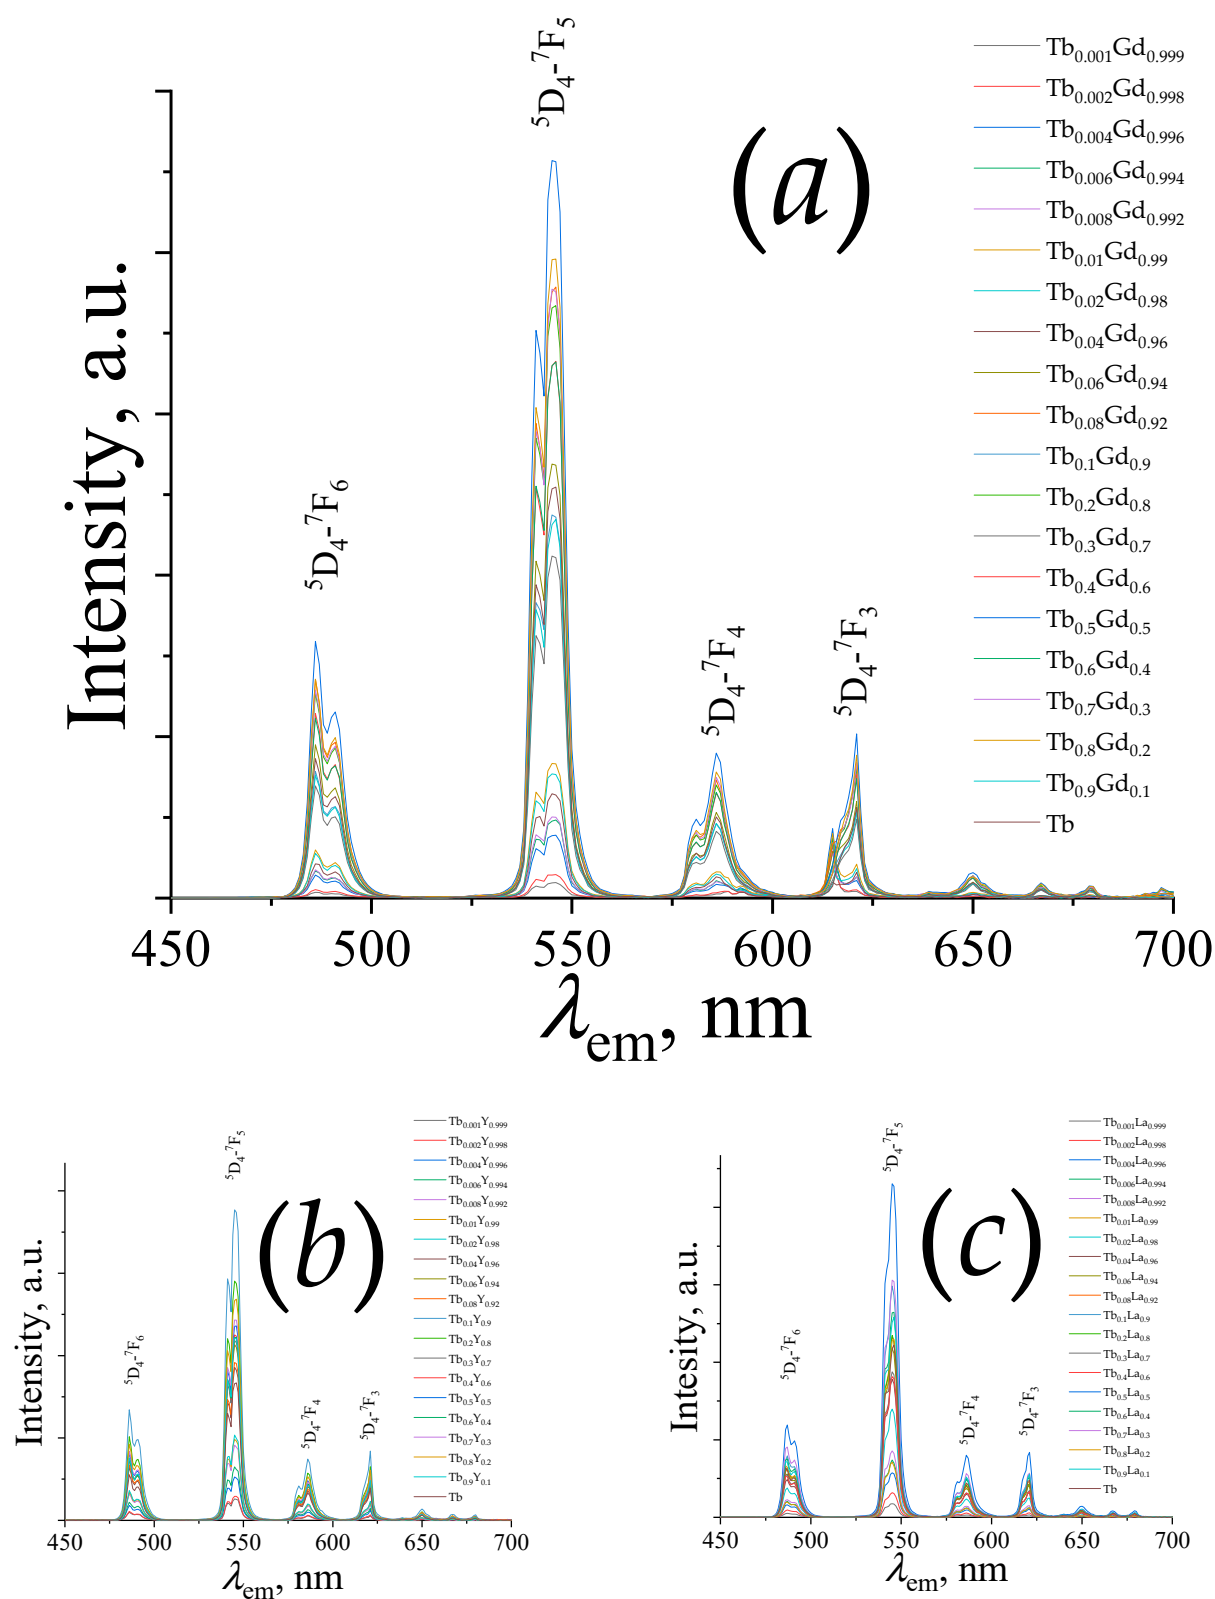 Intensity, a.u.
⁵D₄-⁷F₆
⁵D₄-⁷F₅
⁵D₄-⁷F₄
⁵D₄-⁷F₃
(a)
Tb₀.₀₀₁Gd₀.₉₉₉
Tb₀.₀₀₂Gd₀.₉₉₈
Tb₀.₀₀₄Gd₀.₉₉₆
Tb₀.₀₀₆Gd₀.₉₉₄
Tb₀.₀₀₈Gd₀.₉₉₂
Tb₀.₀₁Gd₀.₉₉
Tb₀.₀₂Gd₀.₉₈
Tb₀.₀₄Gd₀.₉₆
Tb₀.₀₆Gd₀.₉₄
Tb₀.₀₈Gd₀.₉₂
Tb₀.₁Gd₀.₉
Tb₀.₂Gd₀.₈
Tb₀.₃Gd₀.₇
Tb₀.₄Gd₀.₆
Tb₀.₅Gd₀.₅
Tb₀.₆Gd₀.₄
Tb₀.₇Gd₀.₃
Tb₀.₈Gd₀.₂
Tb₀.₉Gd₀.₁
Tb
450 500 550 600 650 700
λem, nm
Intensity, a.u.
⁵D₄-⁷F₆
⁵D₄-⁷F₅
⁵D₄-⁷F₄
⁵D₄-⁷F₃
(b)
Tb₀.₀₀₁Y₀.₉₉₉
Tb₀.₀₀₂Y₀.₉₉₈
Tb₀.₀₀₄Y₀.₉₉₆
Tb₀.₀₀₆Y₀.₉₉₄
Tb₀.₀₀₈Y₀.₉₉₂
Tb₀.₀₁Y₀.₉₉
Tb₀.₀₂Y₀.₉₈
Tb₀.₀₄Y₀.₉₆
Tb₀.₀₆Y₀.₉₄
Tb₀.₀₈Y₀.₉₂
Tb₀.₁Y₀.₉
Tb₀.₂Y₀.₈
Tb₀.₃Y₀.₇
Tb₀.₄Y₀.₆
Tb₀.₅Y₀.₅
Tb₀.₆Y₀.₄
Tb₀.₇Y₀.₃
Tb₀.₈Y₀.₂
Tb₀.₉Y₀.₁
Tb
450 500 550 600 650 700
λem, nm
Intesity, a.u.
⁵D₄-⁷F₆
⁵D₄-⁷F₅
⁵D₄-⁷F₄
⁵D₄-⁷F₃
(c)
Tb₀.₀₀₁La₀.₉₉₉
Tb₀.₀₀₂La₀.₉₉₈
Tb₀.₀₀₄La₀.₉₉₆
Tb₀.₀₀₆La₀.₉₉₄
Tb₀.₀₀₈La₀.₉₉₂
Tb₀.₀₁La₀.₉₉
Tb₀.₀₂La₀.₉₈
Tb₀.₀₄La₀.₉₆
Tb₀.₀₆La₀.₉₄
Tb₀.₀₈La₀.₉₂
Tb₀.₁La₀.₉
Tb₀.₂La₀.₈
Tb₀.₃La₀.₇
Tb₀.₄La₀.₆
Tb₀.₅La₀.₅
Tb₀.₆La₀.₄
Tb₀.₇La₀.₃
Tb₀.₈La₀.₂
Tb₀.₉La₀.₁
Tb
450 500 550 600 650 700
λem, nm